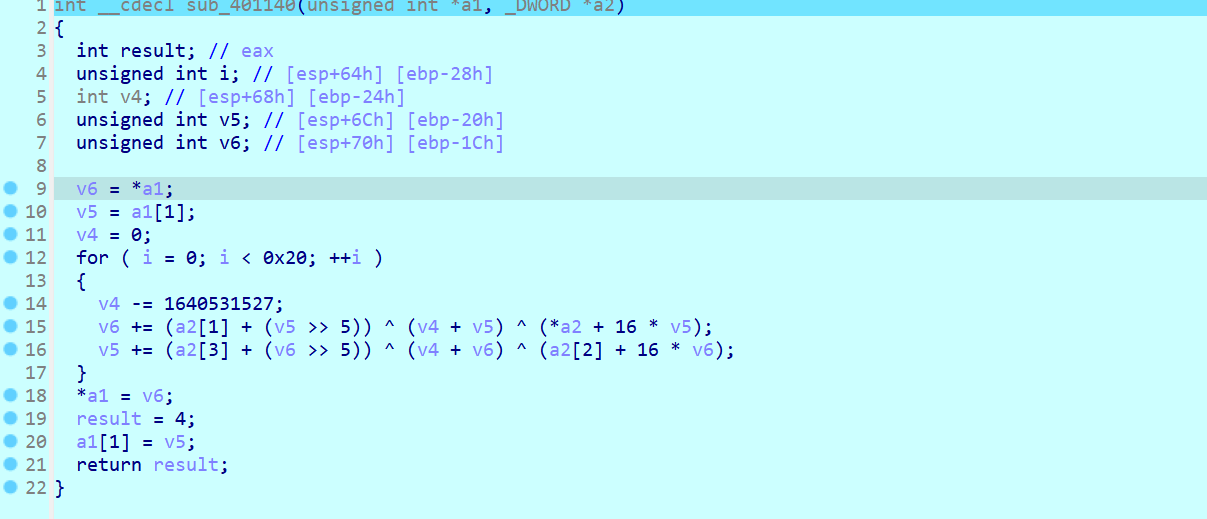 1 int __cdecl sub_401140(unsigned int *a1, _DWORD *a2)
2 {
3 int result; // eax
4 unsigned int i; // [esp+64h] [ebp-28h]
5 int v4; // [esp+68h] [ebp-24h]
6 unsigned int v5; // [esp+6Ch] [ebp-20h]
7 unsigned int v6; // [esp+70h] [ebp-1Ch]
8
9 v6 = *a1;
10 v5 = a1[1];
11 v4 = 0;
12 for ( i = 0; i < 0x20; ++i )
13 {
14 v4 -= 1640531527;
15 v6 += (a2[1] + (v5 >> 5)) ^ (v4 + v5) ^ (*a2 + 16 * v5);
16 v5 += (a2[3] + (v6 >> 5)) ^ (v4 + v6) ^ (a2[2] + 16 * v6);
17 }
18 *a1 = v6;
19 result = 4;
20 a1[1] = v5;
21 return result;
22 }